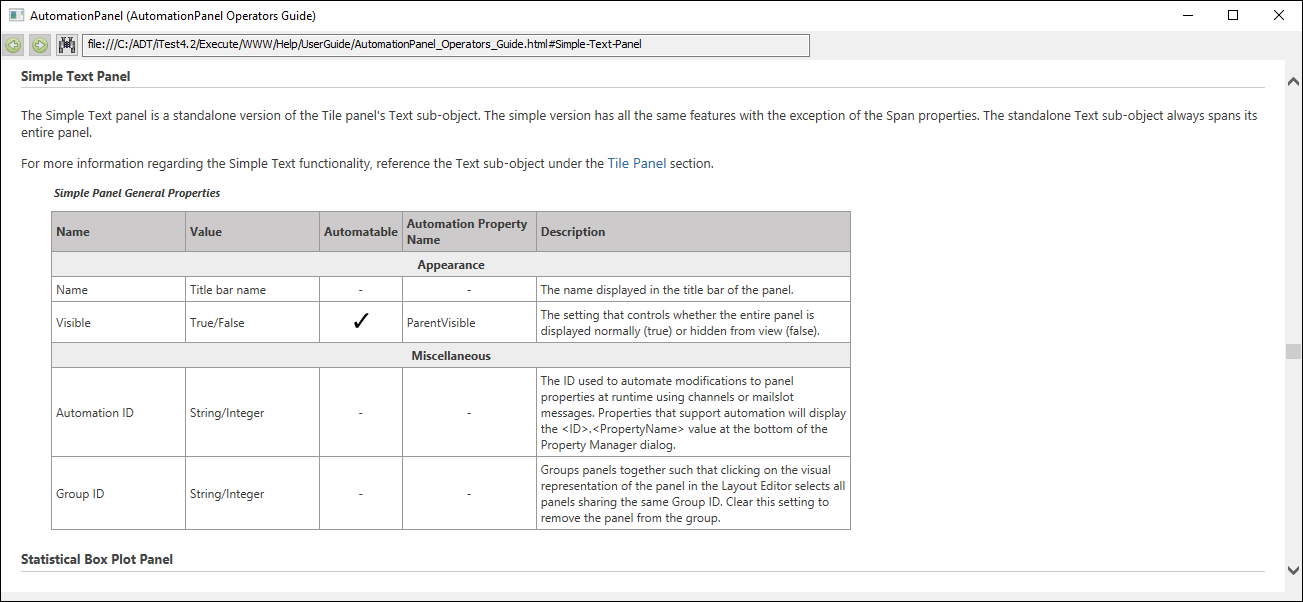 AutomationPanel (AutomationPanel Operators Guide)
file:///C:/ADT/iTest4.2/Execute/WWW/Help/UserGuide/AutomationPanel_Operators_Guide.html#Simple-Text-Panel
Simple Text Panel
The Simple Text panel is a standalone version of the Tile panel's Text sub-object. The simple version has all the same features with the exception of the Span properties. The standalone Text sub-object always spans its
entire panel.
For more information regarding the Simple Text functionality, reference the Text sub-object under the Tile Panel section.
Simple Panel General Properties
Name Value Automatable Automation Property Name Description
Appearance
Name Title bar name - - The name displayed in the title bar of the panel.
Visible True/False ✓ ParentVisible The setting that controls whether the entire panel is
displayed normally (true) or hidden from view (false).
Miscellaneous
Automation ID String/Integer - - The ID used to automate modifications to panel
properties at runtime using channels or mailslot
messages. Properties that support automation will display
the <ID>.<PropertyName> value at the bottom of the
Property Manager dialog.
Group ID String/Integer - - Groups panels together such that clicking on the visual
representation of the panel in the Layout Editor selects all
panels sharing the same Group ID. Clear this setting to
remove the panel from the group.
Statistical Box Plot Panel